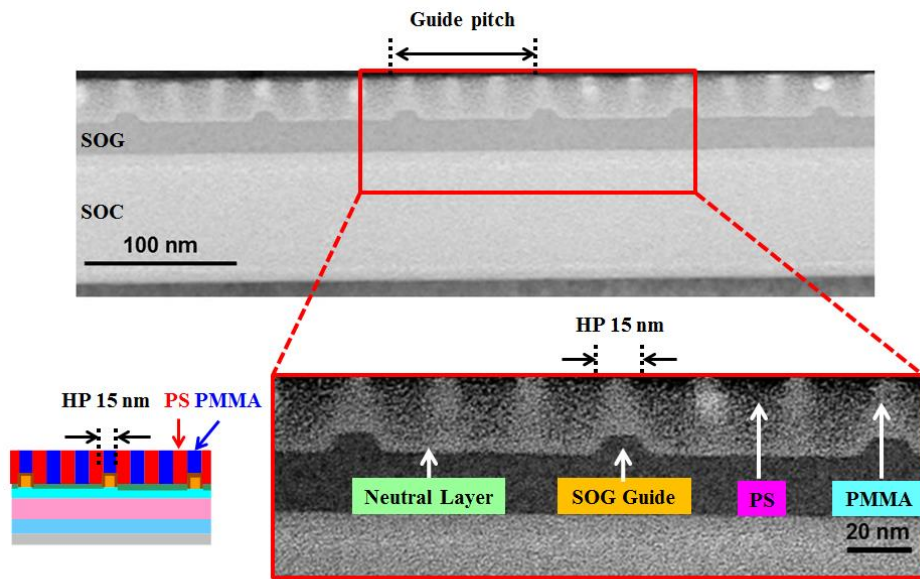 Guide pitch
SOG
SOC
100 nm
HP 15 nm
HP 15 nm
PS PMMA
Neutral Layer
SOG Guide
PS
PMMA
20 nm